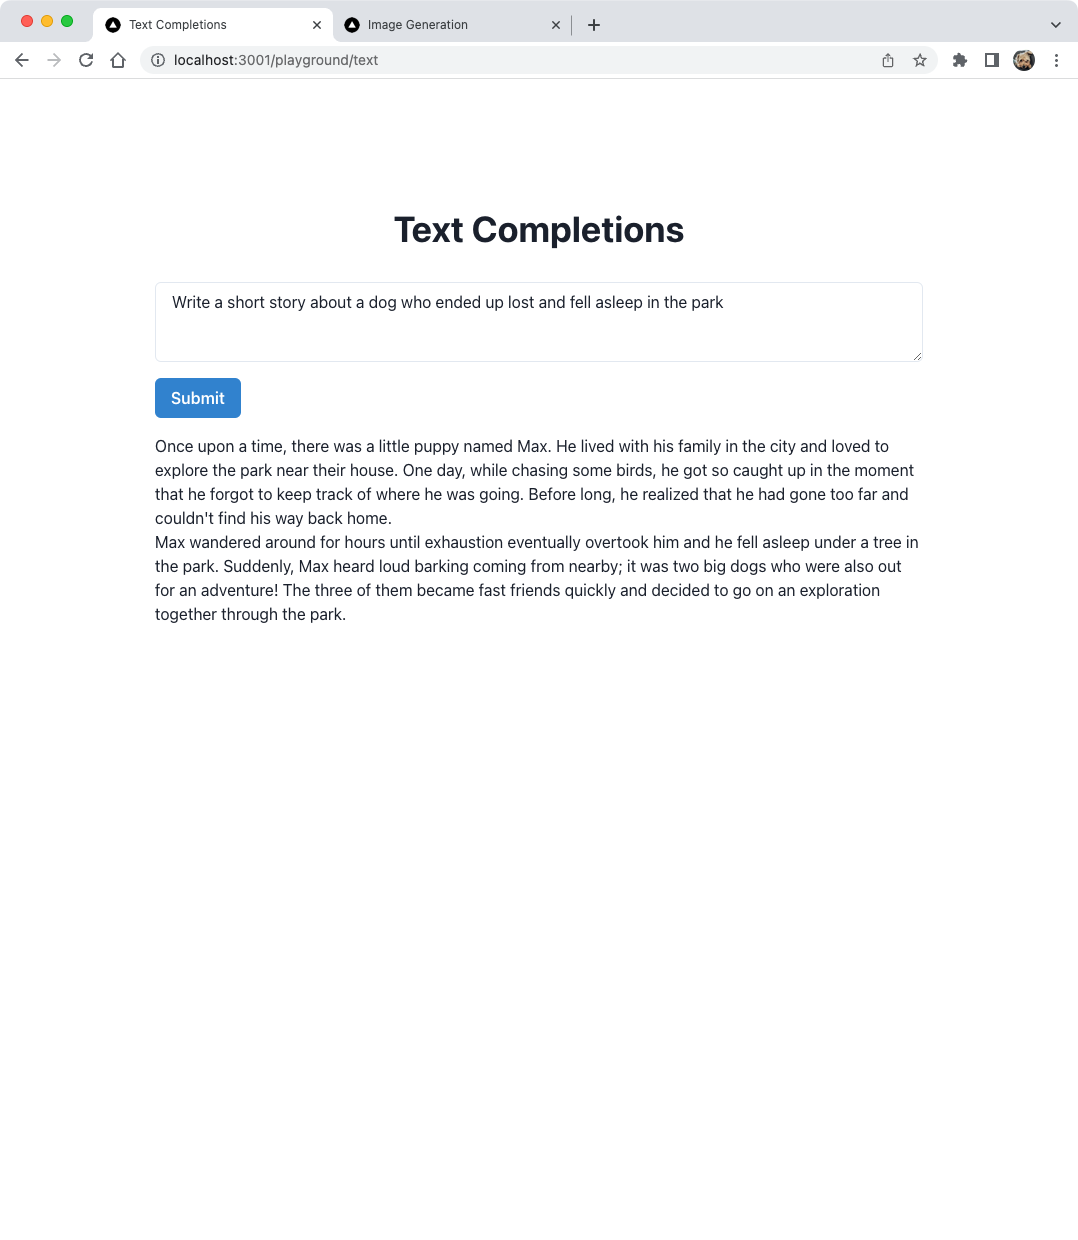 Text Completions
Image Generation
localhost:3001/playground/text
Text Completions
Write a short story about a dog who ended up lost and fell asleep in the park
Submit
Once upon a time, there was a little puppy named Max. He lived with his family in the city and loved to
explore the park near their house. One day, while chasing some birds, he got so caught up in the moment
that he forgot to keep track of where he was going. Before long, he realized that he had gone too far and
couldn't find his way back home.
Max wandered around for hours until exhaustion eventually overtook him and he fell asleep under a tree in
the park. Suddenly, Max heard loud barking coming from nearby; it was two big dogs who were also out
for an adventure! The three of them became fast friends quickly and decided to go on an exploration
together through the park.